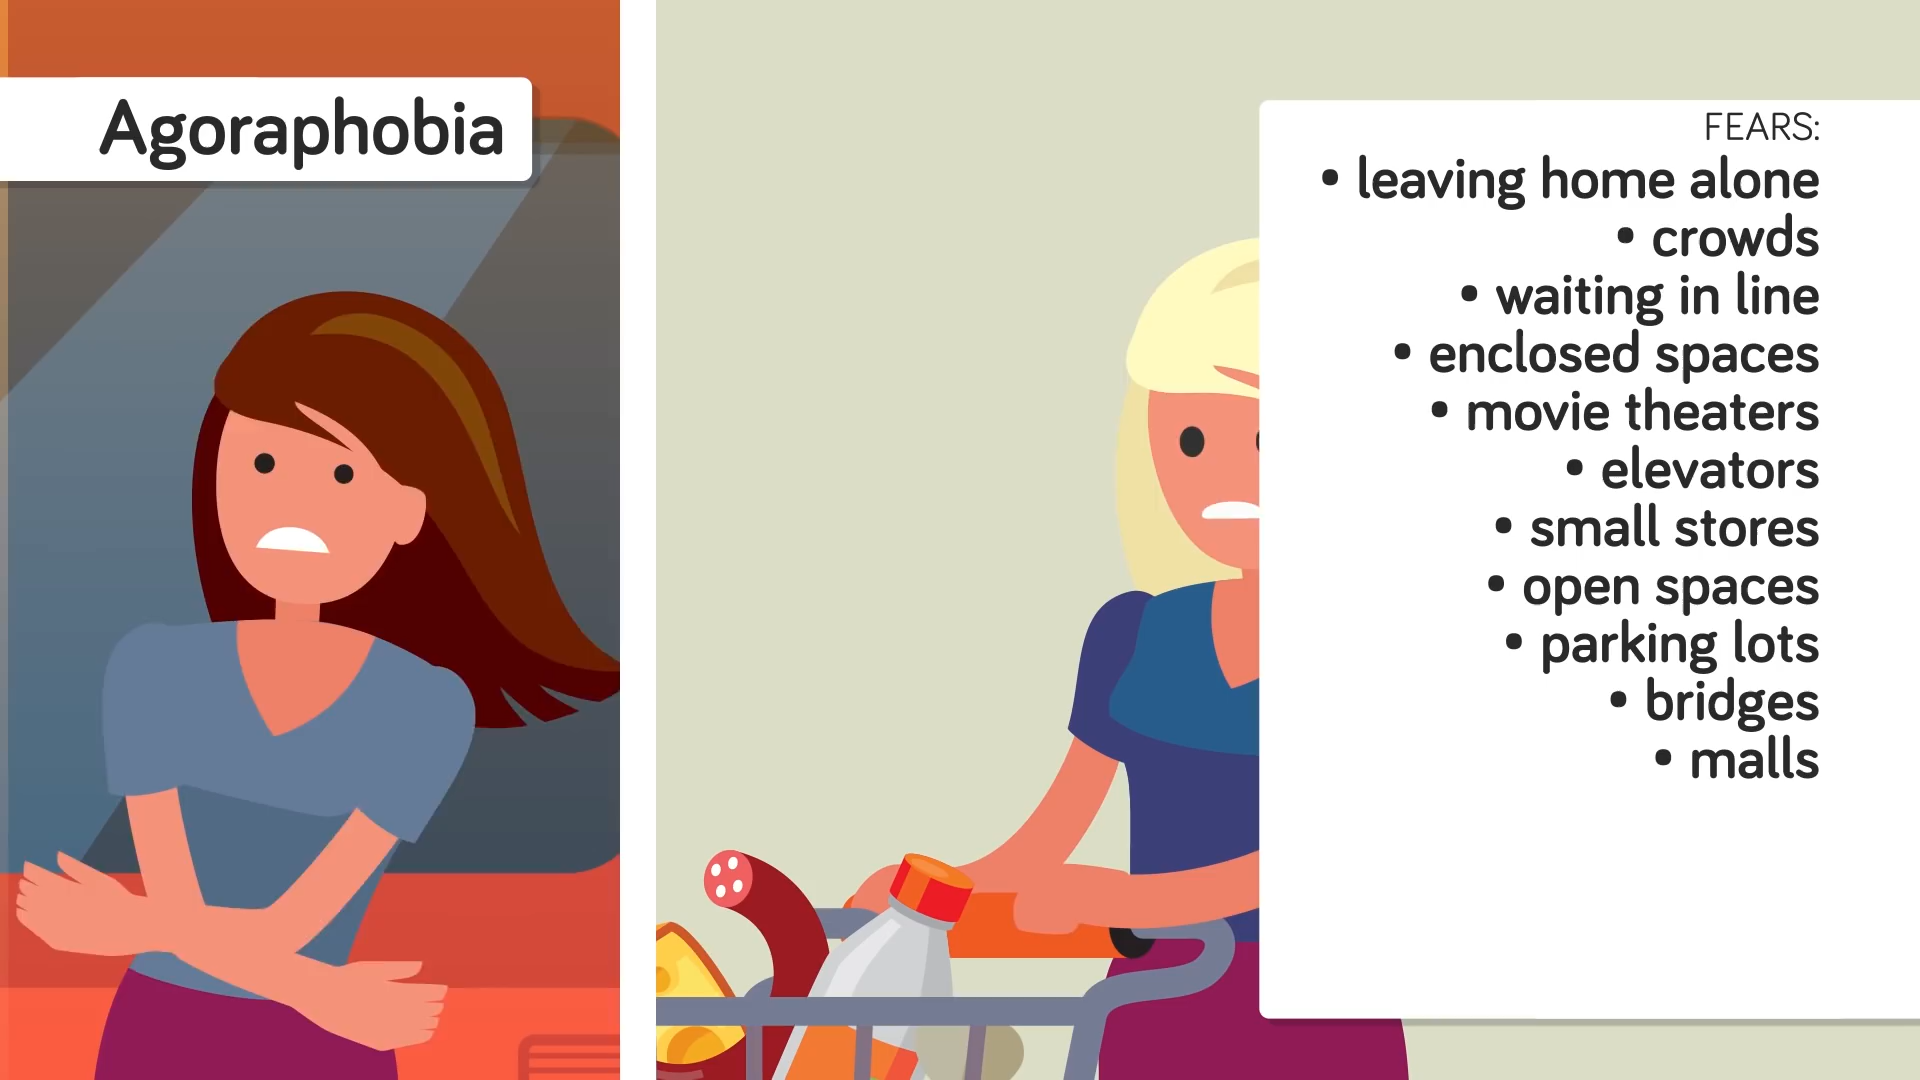 Agoraphobia
FEARS:
• leaving home alone
• crowds
• waiting in line
• enclosed spaces
• movie theaters
• elevators
• small stores
• open spaces
• parking lots
• bridges
• malls